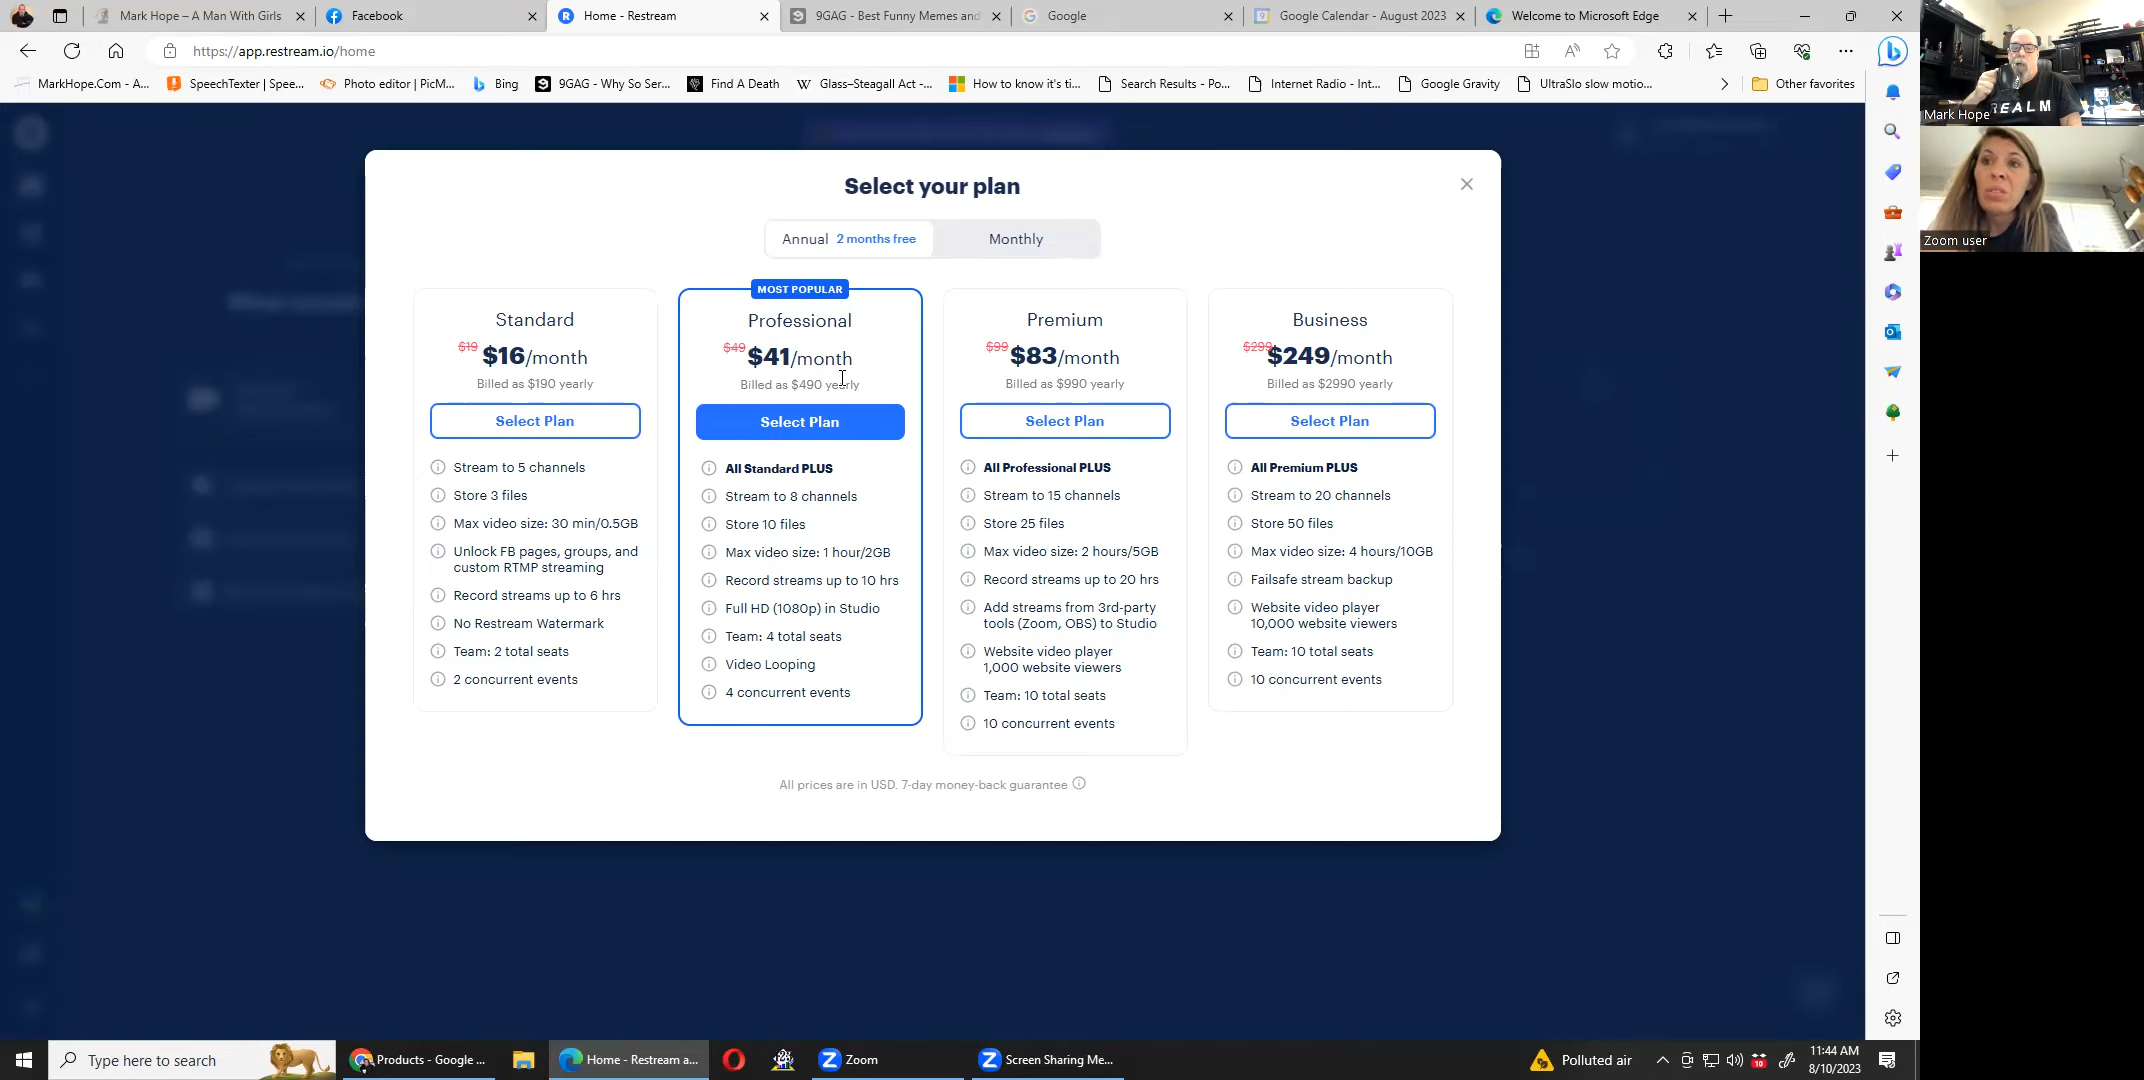 Mark Hope – A Man With Girls
Facebook
Home - Restream
9GAG - Best Funny Memes and
Google
Google Calendar - August 2023
Welcome to Microsoft Edge
https://app.restream.io/home
MarkHope.Com - A...
SpeechTexter | Spee...
Photo editor | PicM...
Bing
9GAG - Why So Ser...
Find A Death
Glass–Steagall Act -...
How to know it's ti...
Search Results - Po...
Internet Radio - Int...
Google Gravity
UltraSlo slow motio...
Other favorites
REALM
Mark Hope
Zoom user
Select your plan
Annual 2 months free
Monthly
Standard
$19 $16/month
Billed as $190 yearly
Select Plan
Stream to 5 channels
Store 3 files
Max video size: 30 min/0.5GB
Unlock FB pages, groups, and
custom RTMP streaming
Record streams up to 6 hrs
No Restream Watermark
Team: 2 total seats
2 concurrent events
MOST POPULAR
Professional
$49 $41/month
Billed as $490 yearly
Select Plan
All Standard PLUS
Stream to 8 channels
Store 10 files
Max video size: 1 hour/2GB
Record streams up to 10 hrs
Full HD (1080p) in Studio
Team: 4 total seats
Video Looping
4 concurrent events
Premium
$99 $83/month
Billed as $990 yearly
Select Plan
All Professional PLUS
Stream to 15 channels
Store 25 files
Max video size: 2 hours/5GB
Record streams up to 20 hrs
Add streams from 3rd-party
tools (Zoom, OBS) to Studio
Website video player
1,000 website viewers
Team: 10 total seats
10 concurrent events
Business
$299 $249/month
Billed as $2990 yearly
Select Plan
All Premium PLUS
Stream to 20 channels
Store 50 files
Max video size: 4 hours/10GB
Failsafe stream backup
Website video player
10,000 website viewers
Team: 10 total seats
10 concurrent events
All prices are in USD. 7-day money-back guarantee
Type here to search
Products - Google ...
Home - Restream a...
Zoom
Screen Sharing Me...
Polluted air
10
11:44 AM
8/10/2023